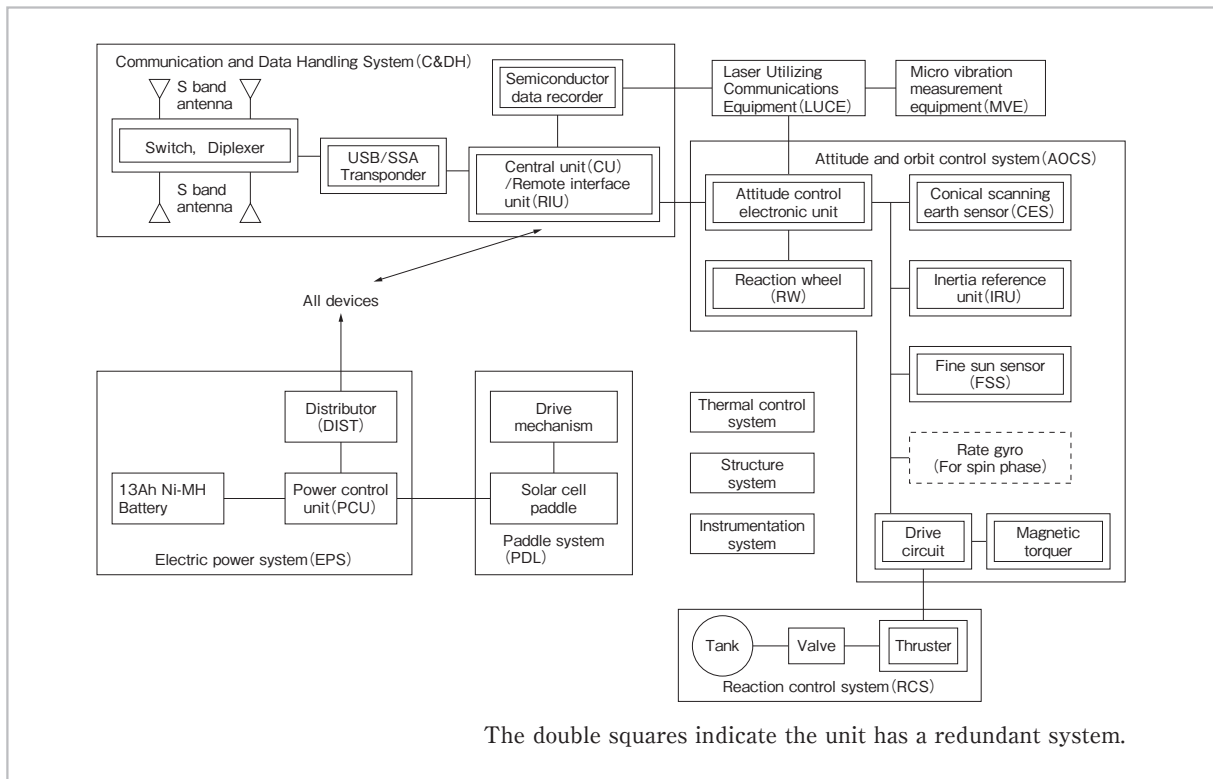 Communication and Data Handling System(C&DH)
S band
antenna
S band
antenna
Switch, Diplexer
USB/SSA
Transponder
Semiconductor
data recorder
Central unit(CU)
/Remote interface
unit(RIU)
Laser Utilizing
Communications
Equipment(LUCE)
Micro vibration
measurement
equipment(MVE)
Attitude and orbit control system(AOCS)
Attitude control
electronic unit
Conical scanning
earth sensor(CES)
Reaction wheel
(RW)
Inertia reference
unit(IRU)
Fine sun sensor
(FSS)
Rate gyro
(For spin phase)
Drive
circuit
Magnetic
torquer
All devices
Distributor
(DIST)
13Ah Ni-MH
Battery
Power control
unit(PCU)
Electric power system(EPS)
Drive
mechanism
Solar cell
paddle
Paddle system
(PDL)
Thermal control
system
Structure
system
Instrumentation
system
Tank
Valve
Thruster
Reaction control system(RCS)
The double squares indicate the unit has a redundant system.